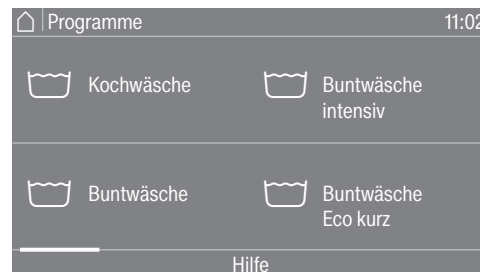 Programme 11:02
Kochwäsche
Buntwäsche
intensiv
Buntwäsche
Buntwäsche
Eco kurz
Hilfe